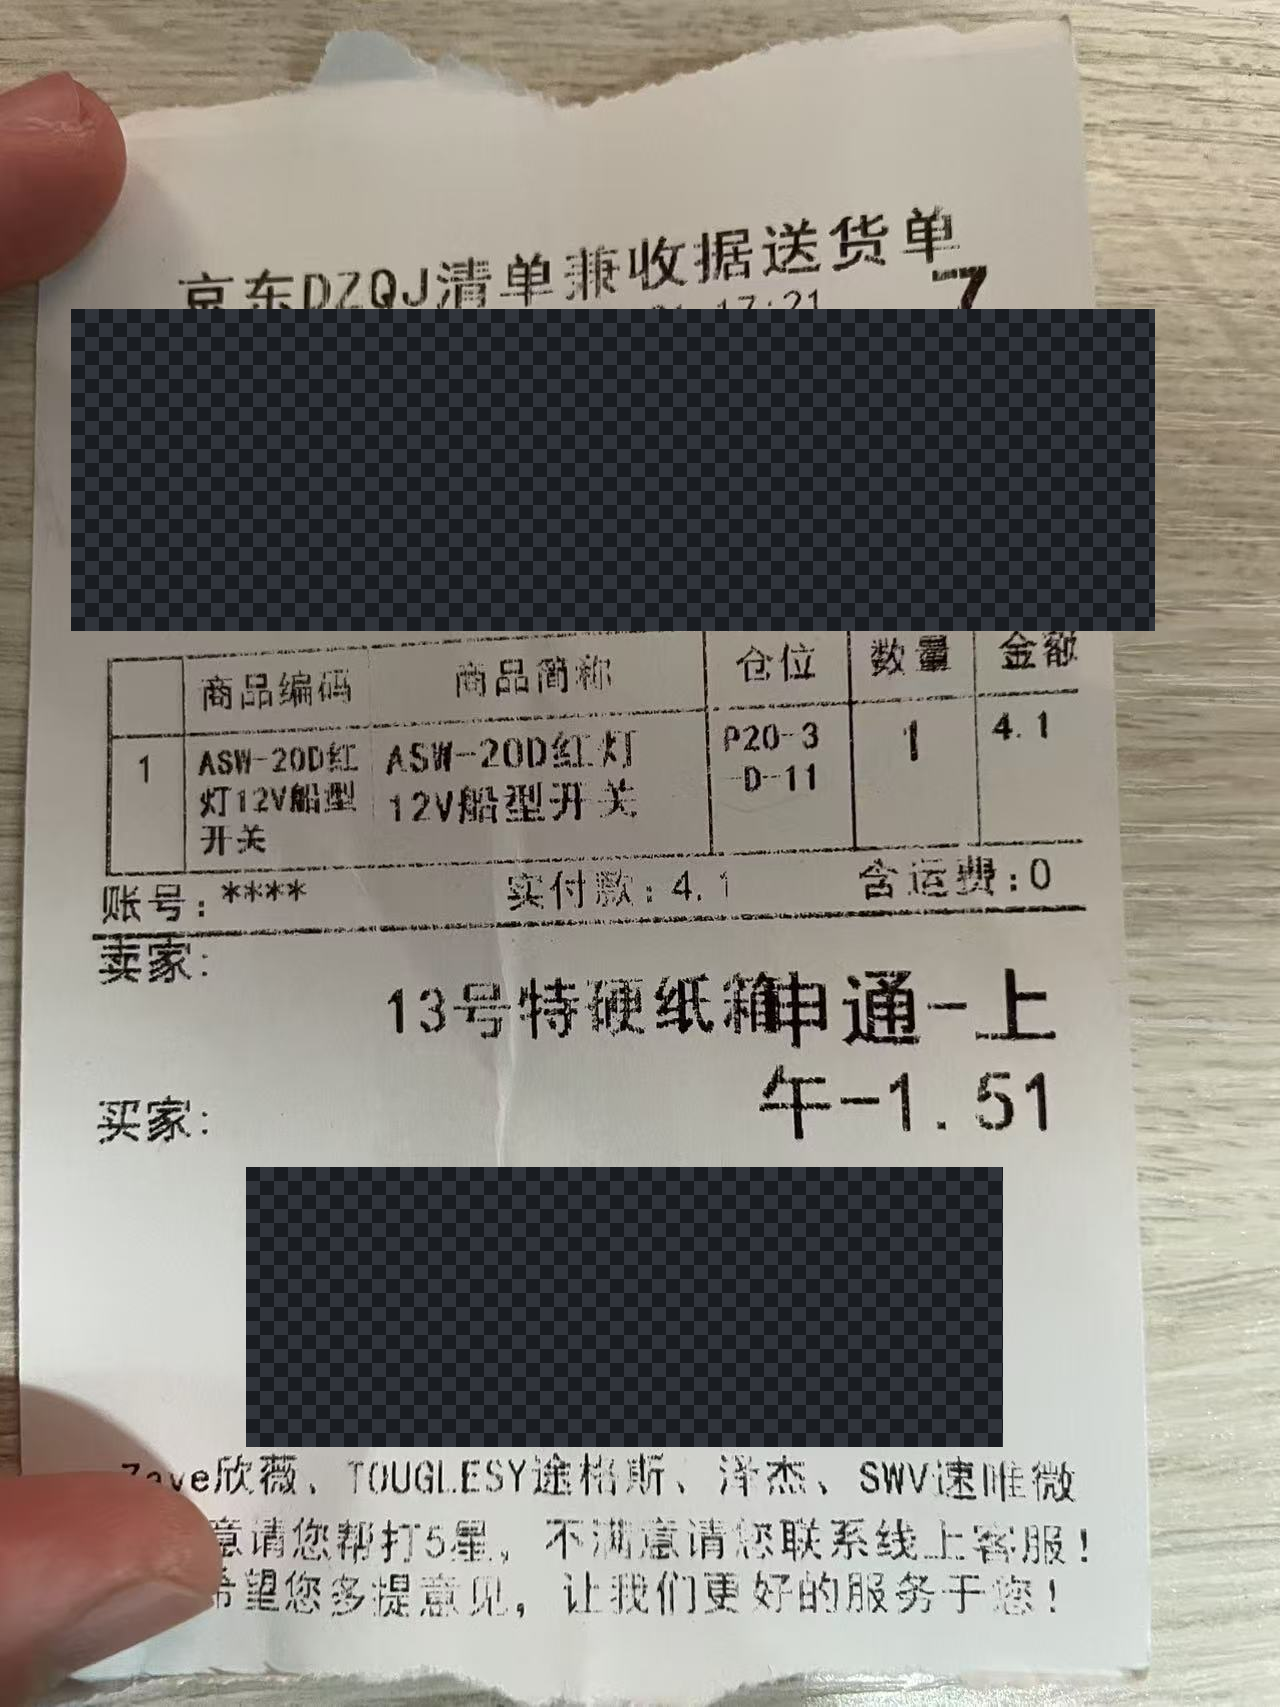 京东DZQJ清单兼收据送货单
17:21 7
商品编码 商品简称 仓位 数量 金额
1 ASW-20D红灯12V船型开关 ASW-20D红灯12V船型开关 P20-3-D-11 1 4.1
账号:**** 实付款:4.1 含运费:0
卖家:
13号特硬纸箱申通-上
午-1.51
买家:
欣薇、TOUGLESY途格斯、泽杰、SWV速唯微
意请您帮打5星, 不满意请您联系线上客服!
希望您多提意见, 让我们更好的服务于您!